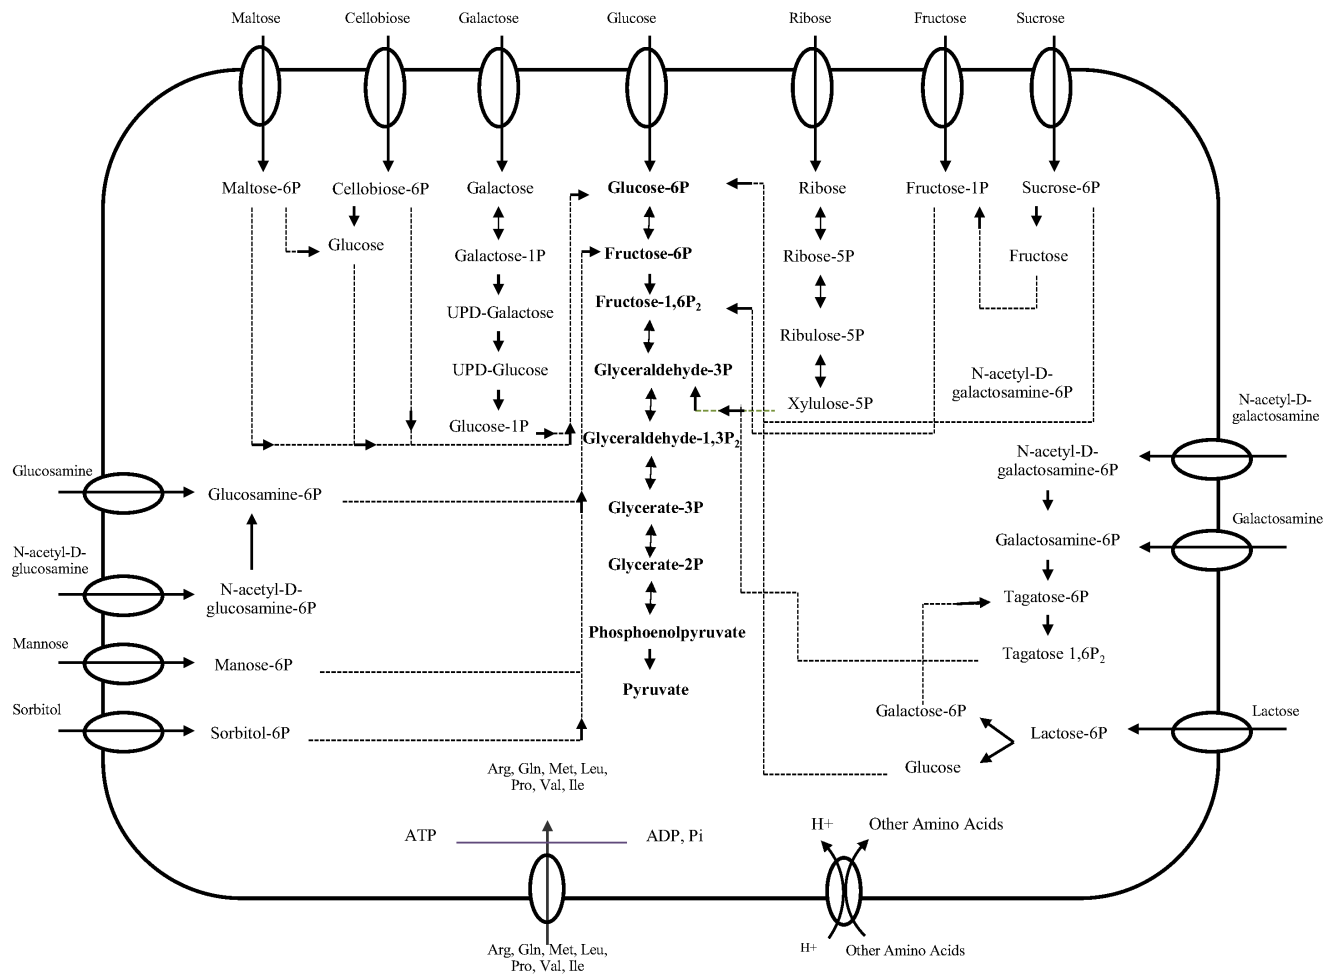 Maltose
Cellobiose
Galactose
Glucose
Ribose
Fructose
Sucrose
Maltose-6P
Cellobiose-6P
Galactose
Glucose-6P
Ribose
Fructose-1P
Sucrose-6P
Glucose
Galactose-1P
Fructose-6P
Ribose-5P
Fructose
UPD-Galactose
Fructose-1,6P2
Ribulose-5P
UPD-Glucose
Glyceraldehyde-3P
N-acetyl-D-
galactosamine-6P
Xylulose-5P
N-acetyl-D-
galactosamine
Glucose-1P
Glyceraldehyde-1,3P2
N-acetyl-D-
galactosamine-6P
Glucosamine
Glucosamine-6P
Glycerate-3P
Galactosamine
Galactosamine-6P
N-acetyl-D-
glucosamine
N-acetyl-D-
glucosamine-6P
Glycerate-2P
Tagatose-6P
Phosphoenolpyruvate
Mannose
Manose-6P
Tagatose 1,6P2
Pyruvate
Sorbitol
Sorbitol-6P
Galactose-6P
Lactose
Lactose-6P
Glucose
Arg, Gln, Met, Leu,
Pro, Val, Ile
ATP
ADP, Pi
H+
Other Amino Acids
Arg, Gln, Met, Leu,
Pro, Val, Ile
H+
Other Amino Acids